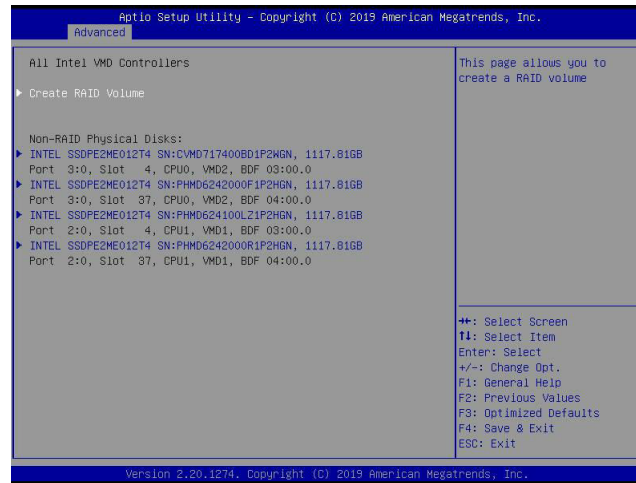 Aptio Setup Utility – Copyright (C) 2019 American Megatrends, Inc.
Advanced
All Intel VMD Controllers
Create RAID Volume
Non-RAID Physical Disks:
INTEL SSDPE2ME012T4 SN:CVMD717400BD1P2WGN, 1117.81GB
Port 3:0, Slot 4, CPU0, VMD2, BDF 03:00.0
INTEL SSDPE2ME012T4 SN:PHMD6242000F1P2HGN, 1117.81GB
Port 3:0, Slot 37, CPU0, VMD2, BDF 04:00.0
INTEL SSDPE2ME012T4 SN:PHMD624100LZ1P2HGN, 1117.81GB
Port 2:0, Slot 4, CPU1, VMD1, BDF 03:00.0
INTEL SSDPE2ME012T4 SN:PHMD6242000R1P2HGN, 1117.81GB
Port 2:0, Slot 37, CPU1, VMD1, BDF 04:00.0
This page allows you to
create a RAID volume
→←: Select Screen
↑↓: Select Item
Enter: Select
+/-: Change Opt.
F1: General Help
F2: Previous Values
F3: Optimized Defaults
F4: Save & Exit
ESC: Exit
Version 2.20.1274. Copyright (C) 2019 American Megatrends, Inc.